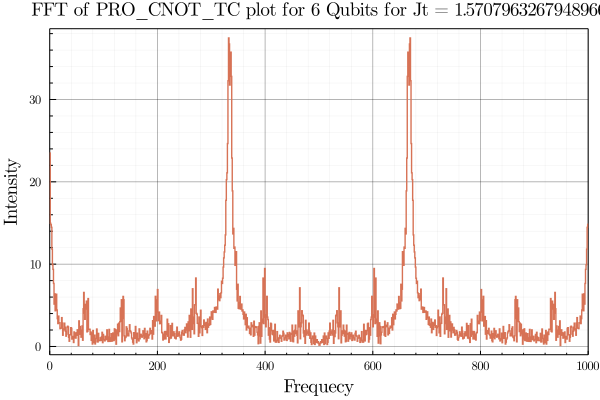 FFT of PRO_CNOT_TC plot for 6 Qubits for Jt = 1.5707963267948966
Intensity
30
20
10
0
0 200 400 600 800 1000
Frequecy